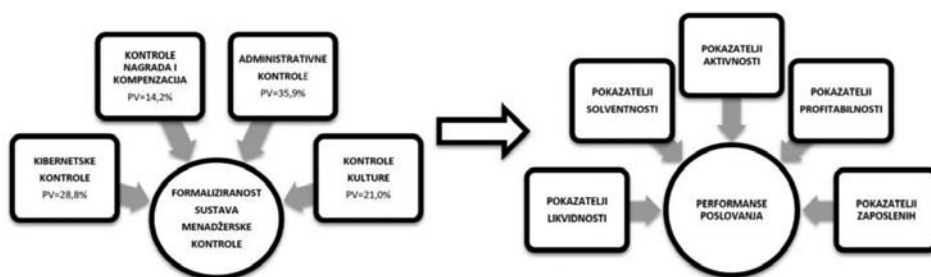 KONTROLE
NAGRADA I
KOMPENZACIJA
PV=14,2%
ADMINISTRATIVNE
KONTROLE
PV=35,9%
KIBERNETSKE
KONTROLE
PV=28,8%
KONTROLE
KULTURE
PV=21,0%
FORMALIZIRANOST
SUSTAVA
MENADŽERSKE
KONTROLE
POKAZATELJI
AKTIVNOSTI
POKAZATELJI
SOLVENTNOSTI
POKAZATELJI
PROFITABILNOSTI
POKAZATELJI
LIKVIDNOSTI
PERFORMANSE
POSLOVANJA
POKAZATELJI
ZAPOSLENIH